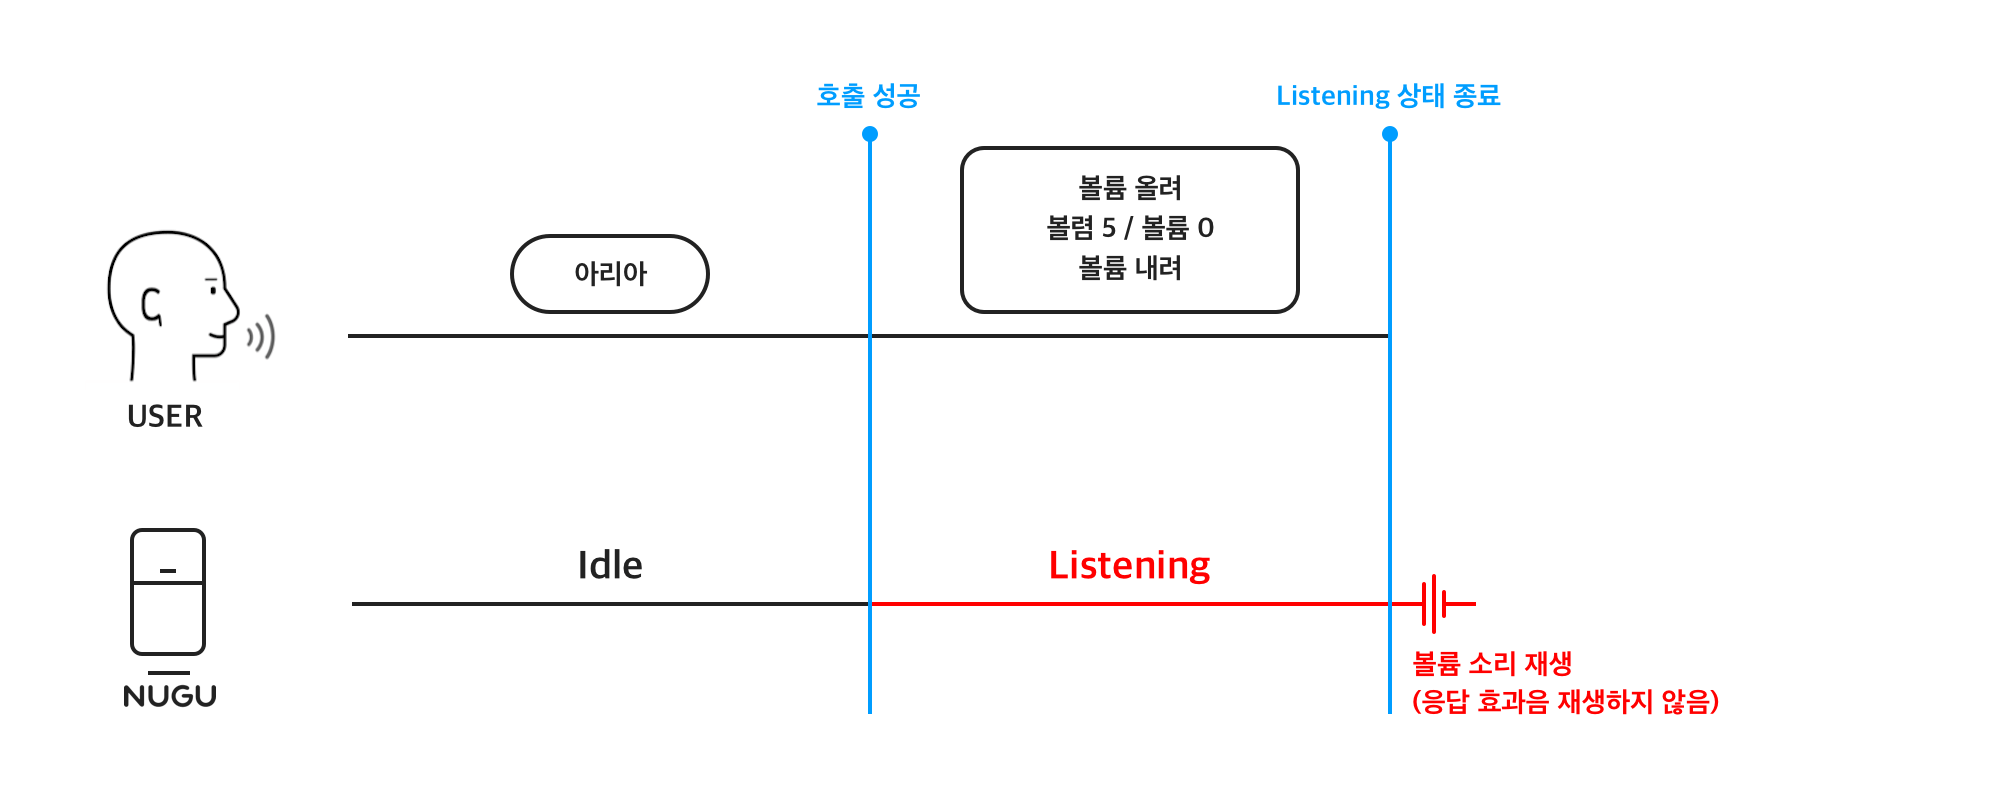 호출 성공
Listening 상태 종료
볼륨 올려
볼렴 5 / 볼륨 0
볼륨 내려
아리아
USER
Idle
Listening
NUGU
볼륨 소리 재생
(응답 효과음 재생하지 않음)